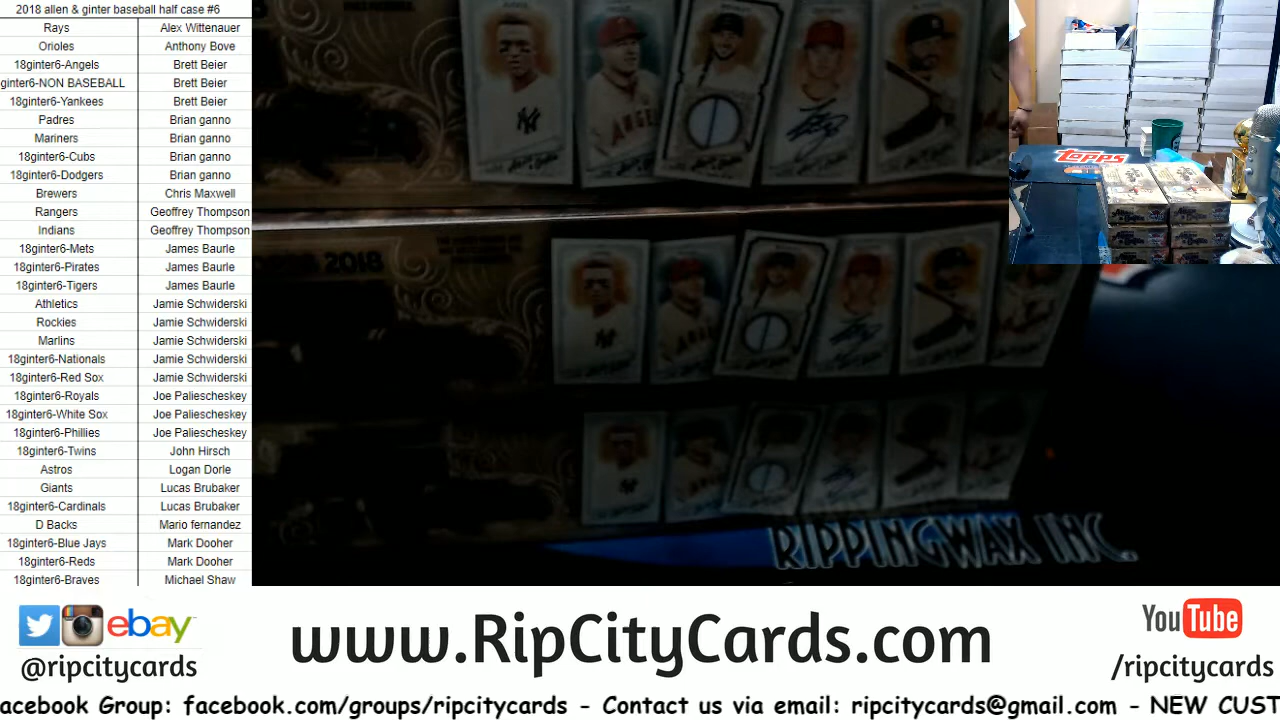 2018 allen & ginter baseball half case #6
Rays Alex Wittenauer
Orioles Anthony Bove
18ginter6-Angels Brett Beier
ginter6-NON BASEBALL Brett Beier
18ginter6-Yankees Brett Beier
Padres Brian ganno
Mariners Brian ganno
18ginter6-Cubs Brian ganno
18ginter6-Dodgers Brian ganno
Brewers Chris Maxwell
Rangers Geoffrey Thompson
Indians Geoffrey Thompson
18ginter6-Mets James Baurle
18ginter6-Pirates James Baurle
18ginter6-Tigers James Baurle
Athletics Jamie Schwiderski
Rockies Jamie Schwiderski
Marlins Jamie Schwiderski
18ginter6-Nationals Jamie Schwiderski
18ginter6-Red Sox Jamie Schwiderski
18ginter6-Royals Joe Paliescheskey
18ginter6-White Sox Joe Paliescheskey
18ginter6-Phillies Joe Paliescheskey
18ginter6-Twins John Hirsch
Astros Logan Dorle
Giants Lucas Brubaker
18ginter6-Cardinals Lucas Brubaker
D Backs Mario fernandez
18ginter6-Blue Jays Mark Dooher
18ginter6-Reds Mark Dooher
18ginter6-Braves Michael Shaw
topps
2018
RIPPINGWAX INC.
ebay
@ripcitycards
www.RipCityCards.com
YouTube
/ripcitycards
acebook Group: facebook.com/groups/ripcitycards - Contact us via email: ripcitycards@gmail.com - NEW CUST